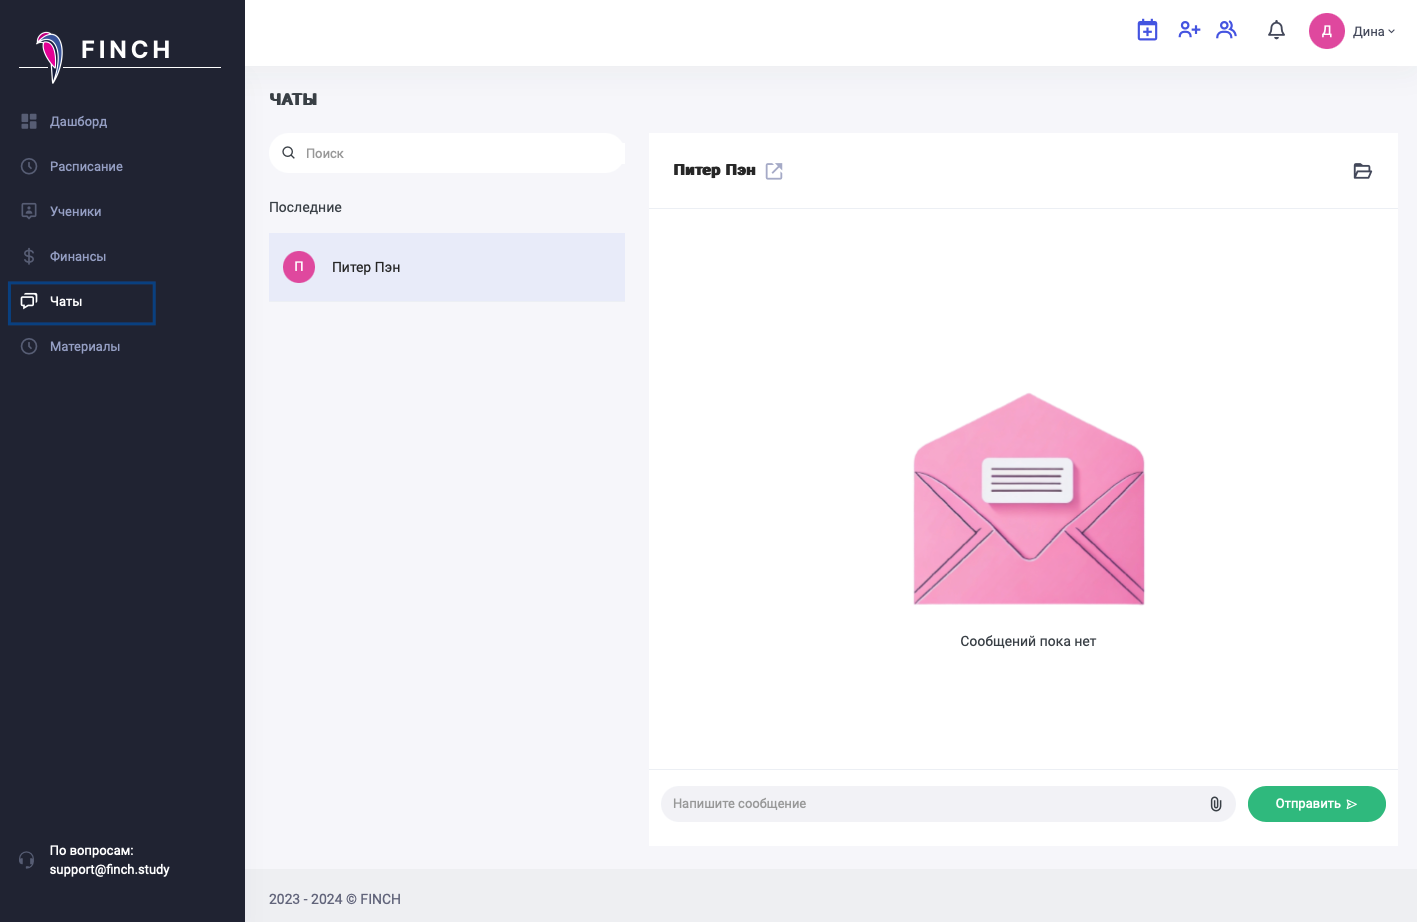 FINCH
Дашборд
Расписание
Ученики
Финансы
Чаты
Материалы
По вопросам:
support@finch.study
Д
Дина
ЧАТЫ
Поиск
Последние
П
Питер Пэн
Питер Пэн
Сообщений пока нет
Напишите сообщение
Отправить
2023 - 2024 © FINCH